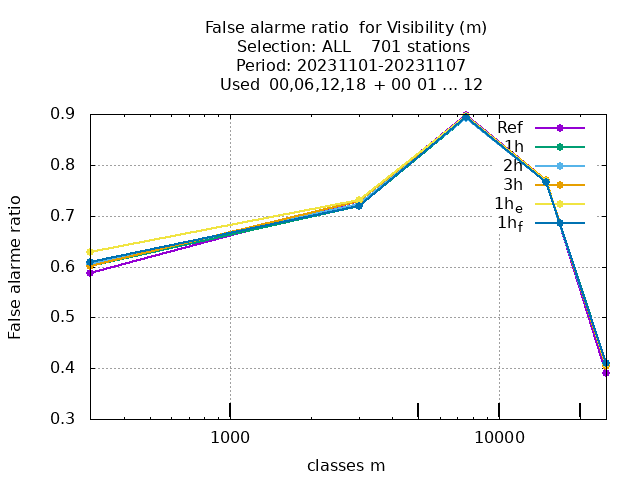 False alarme ratio  for Visibility (m)
Selection: ALL    701 stations
Period: 20231101-20231107
Used  00,06,12,18  + 00 01 ... 12
0.9
0.8
0.7
0.6
0.5
0.4
0.3
False alarme ratio
Ref
1h
2h
3h
1he
1hf
1000
10000
classes m